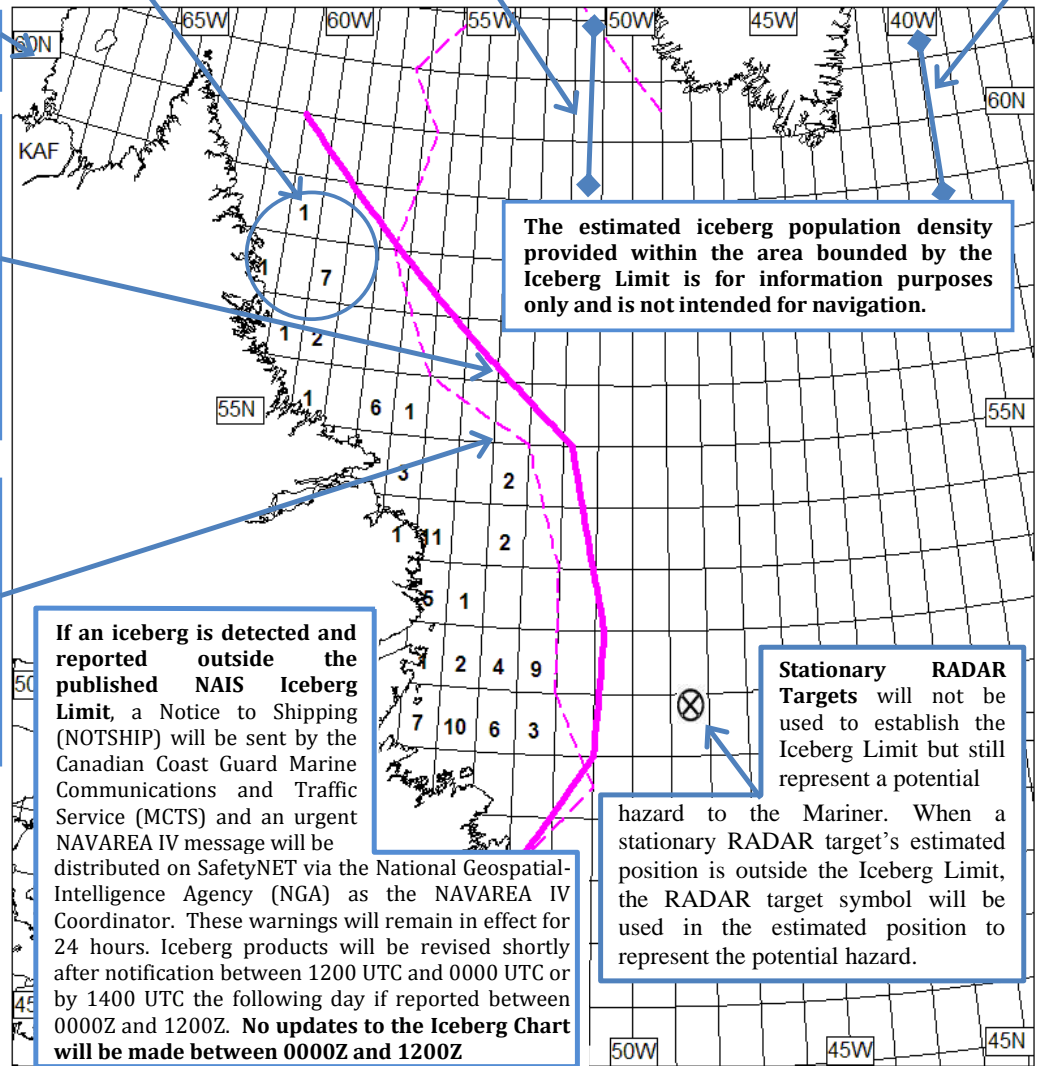 65W 60W 55W 50W 45W 40W
60N
60N
KAF
The estimated iceberg population density
provided within the area bounded by the
Iceberg Limit is for information purposes
only and is not intended for navigation.
1
1 7
1 2
55N 1 6 1 55N
3 2
1 11 2
5 1
1 2 4 9
50
7 10 6 3
If an iceberg is detected and
reported outside the
published NAIS Iceberg
Limit, a Notice to Shipping
(NOTSHIP) will be sent by the
Canadian Coast Guard Marine
Communications and Traffic
Service (MCTS) and an urgent
NAVAREA IV message will be
distributed on SafetyNET via the National Geospatial-
Intelligence Agency (NGA) as the NAVAREA IV
Coordinator. These warnings will remain in effect for
24 hours. Iceberg products will be revised shortly
after notification between 1200 UTC and 0000 UTC or
by 1400 UTC the following day if reported between
0000Z and 1200Z. No updates to the Iceberg Chart
will be made between 0000Z and 1200Z
Stationary RADAR
Targets will not be
used to establish the
Iceberg Limit but still
represent a potential
hazard to the Mariner. When a
stationary RADAR target's estimated
position is outside the Iceberg Limit,
the RADAR target symbol will be
used in the estimated position to
represent the potential hazard.
45
50W 45W 45N